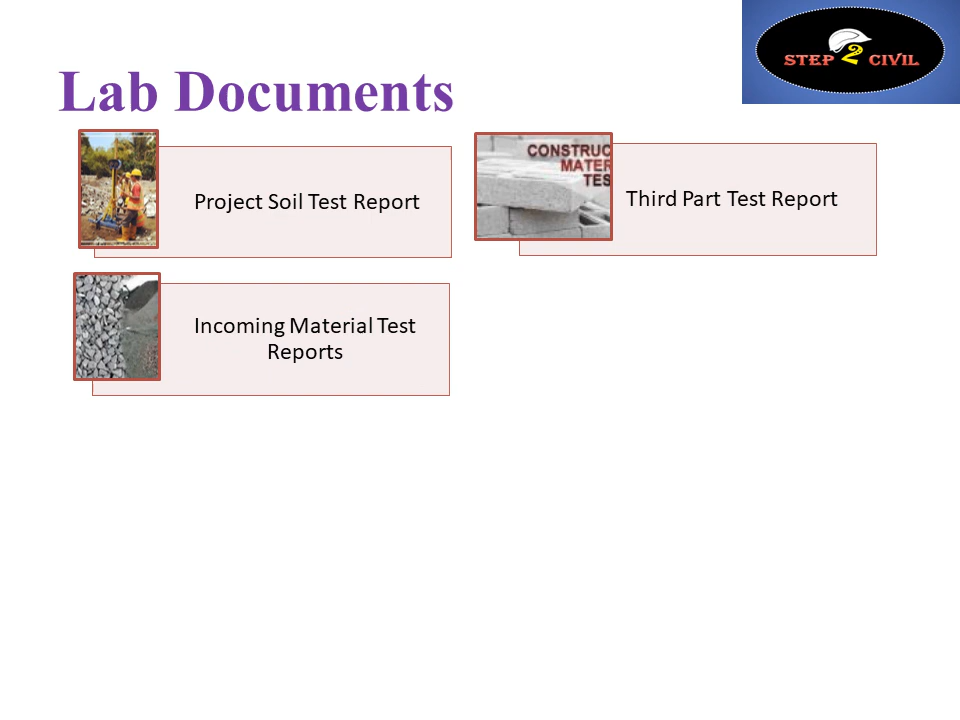 STEP 2 CIVIL
Lab Documents
Project Soil Test Report
CONSTRUC
MATER
TES
Third Part Test Report
Incoming Material Test
Reports